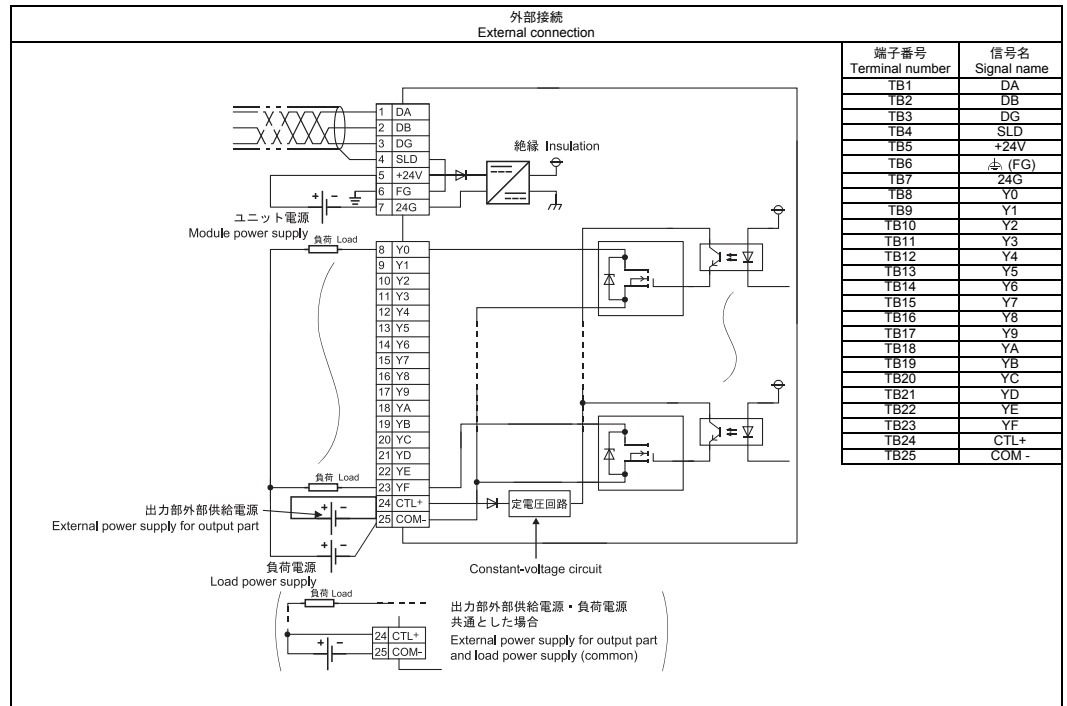 外部接続
External connection
端子番号 信号名
Terminal number Signal name
TB1 DA
TB2 DB
TB3 DG
TB4 SLD
TB5 +24V
TB6 (FG)
TB7 24G
TB8 Y0
TB9 Y1
TB10 Y2
TB11 Y3
TB12 Y4
TB13 Y5
TB14 Y6
TB15 Y7
TB16 Y8
TB17 Y9
TB18 YA
TB19 YB
TB20 YC
TB21 YD
TB22 YE
TB23 YF
TB24 CTL+
TB25 COM -
1 DA
2 DB
3 DG
4 SLD
5 +24V
6 FG
7 24G
絶縁 Insulation
+ −
ユニット電源
Module power supply
負荷 Load
8 Y0
9 Y1
10 Y2
11 Y3
12 Y4
13 Y5
14 Y6
15 Y7
16 Y8
17 Y9
18 YA
19 YB
20 YC
21 YD
22 YE
23 YF
24 CTL+
25 COM-
負荷 Load
+ −
出力部外部供給電源
External power supply for output part
+ −
負荷電源
Load power supply
定電圧回路
Constant-voltage circuit
負荷 Load
+ −
24 CTL+
25 COM-
出力部外部供給電源・負荷電源
共通とした場合
External power supply for output part
and load power supply (common)